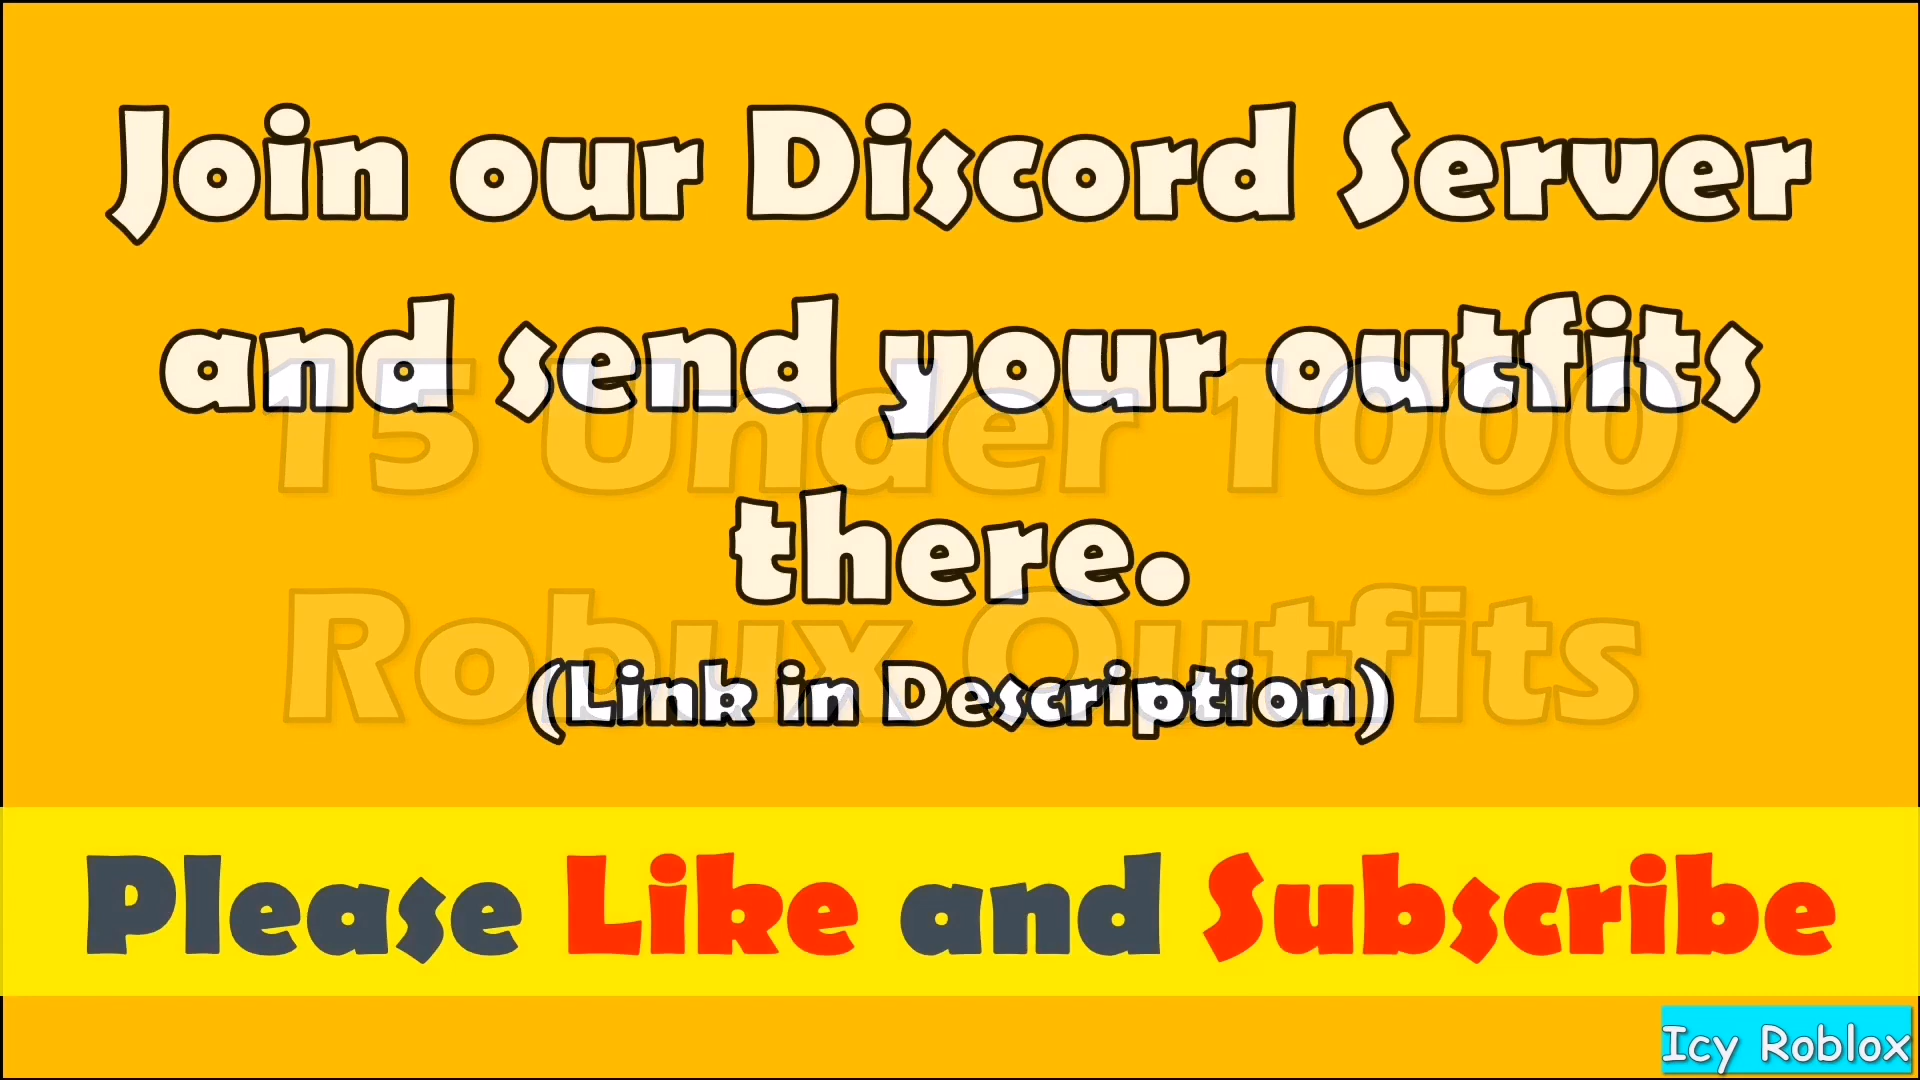 Join our Discord Server
and send your outfits
15 Under 1000
there.
Robux Outfits
(Link in Description)
Please Like and Subscribe
Icy Roblox